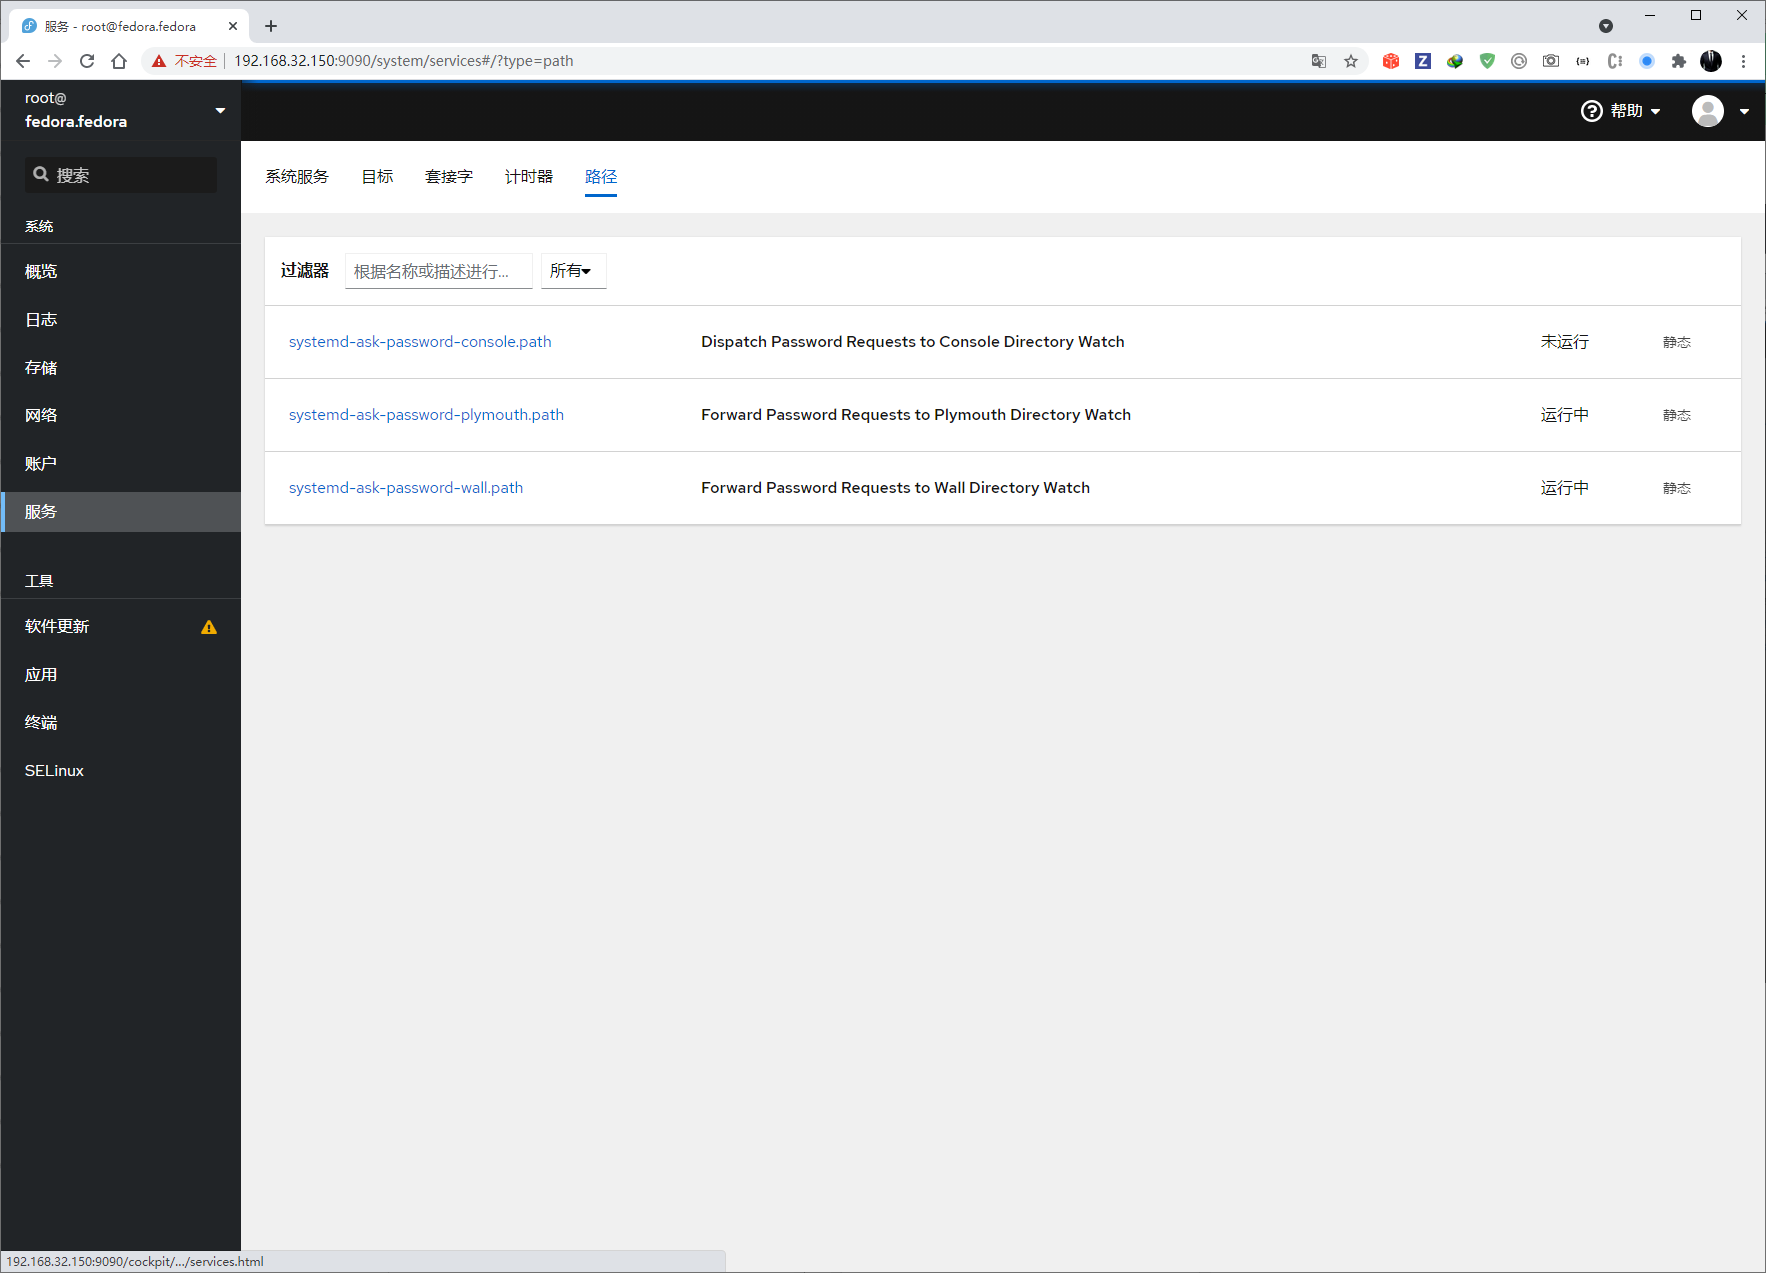 服务 - root@fedora.fedora
不安全 192.168.32.150:9090/system/services#/?type=path
root@
fedora.fedora
帮助
搜索
系统
概览
日志
存储
网络
账户
服务
工具
软件更新
应用
终端
SELinux
系统服务 目标 套接字 计时器 路径
过滤器 根据名称或描述进行... 所有
systemd-ask-password-console.path Dispatch Password Requests to Console Directory Watch 未运行 静态
systemd-ask-password-plymouth.path Forward Password Requests to Plymouth Directory Watch 运行中 静态
systemd-ask-password-wall.path Forward Password Requests to Wall Directory Watch 运行中 静态
192.168.32.150:9090/cockpit/.../services.html